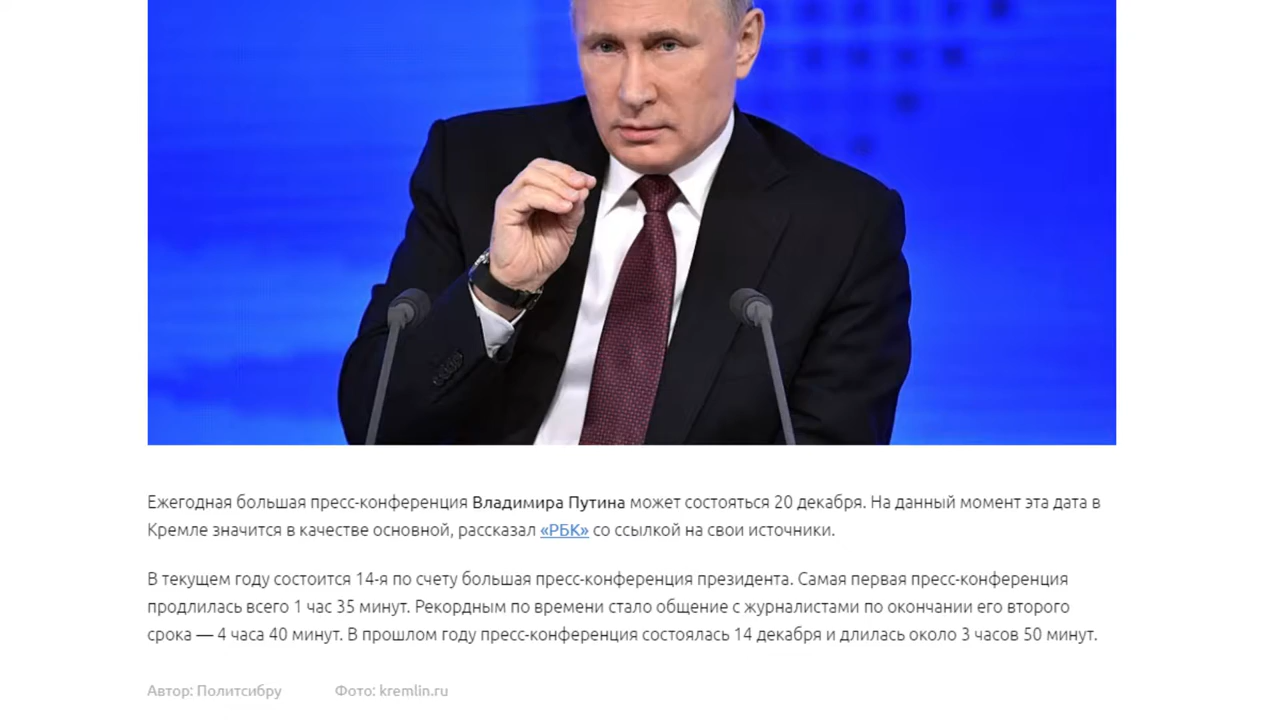 Ежегодная большая пресс-конференция Владимира Путина может состояться 20 декабря. На данный момент эта дата в
Кремле значится в качестве основной, рассказал «РБК» со ссылкой на свои источники.
В текущем году состоится 14-я по счету большая пресс-конференция президента. Самая первая пресс-конференция
продлилась всего 1 час 35 минут. Рекордным по времени стало общение с журналистами по окончании его второго
срока — 4 часа 40 минут. В прошлом году пресс-конференция состоялась 14 декабря и длилась около 3 часов 50 минут.
Автор: Политсибру Фото: kremlin.ru